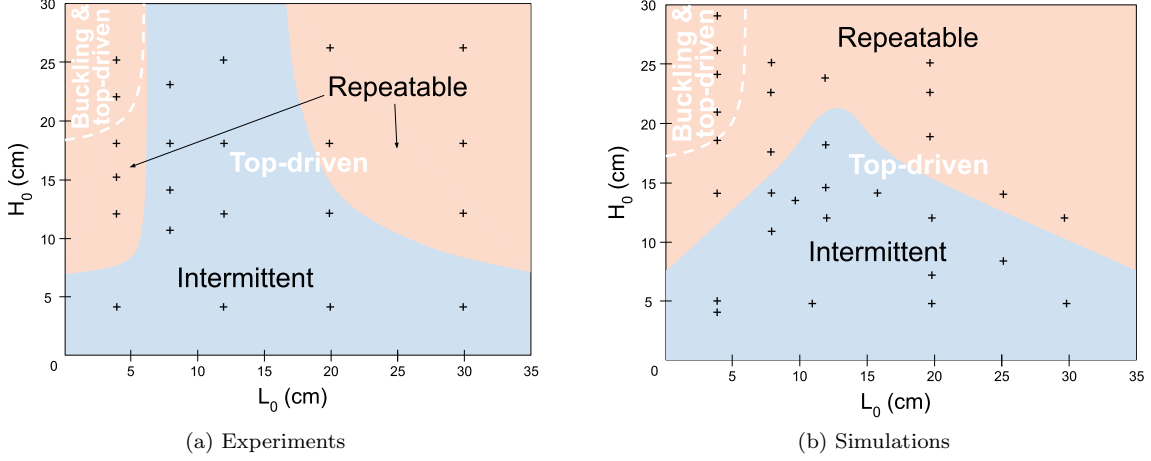 30
25
20
15
10
5
0
5
10
15
20
25
30
35
H0 (cm)
L0 (cm)
Buckling &
top-driven
Repeatable
Top-driven
Intermittent
(a) Experiments
30
25
20
15
10
5
0
5
10
15
20
25
30
35
H0 (cm)
L0 (cm)
Buckling &
top-driven
Repeatable
Top-driven
Intermittent
(b) Simulations